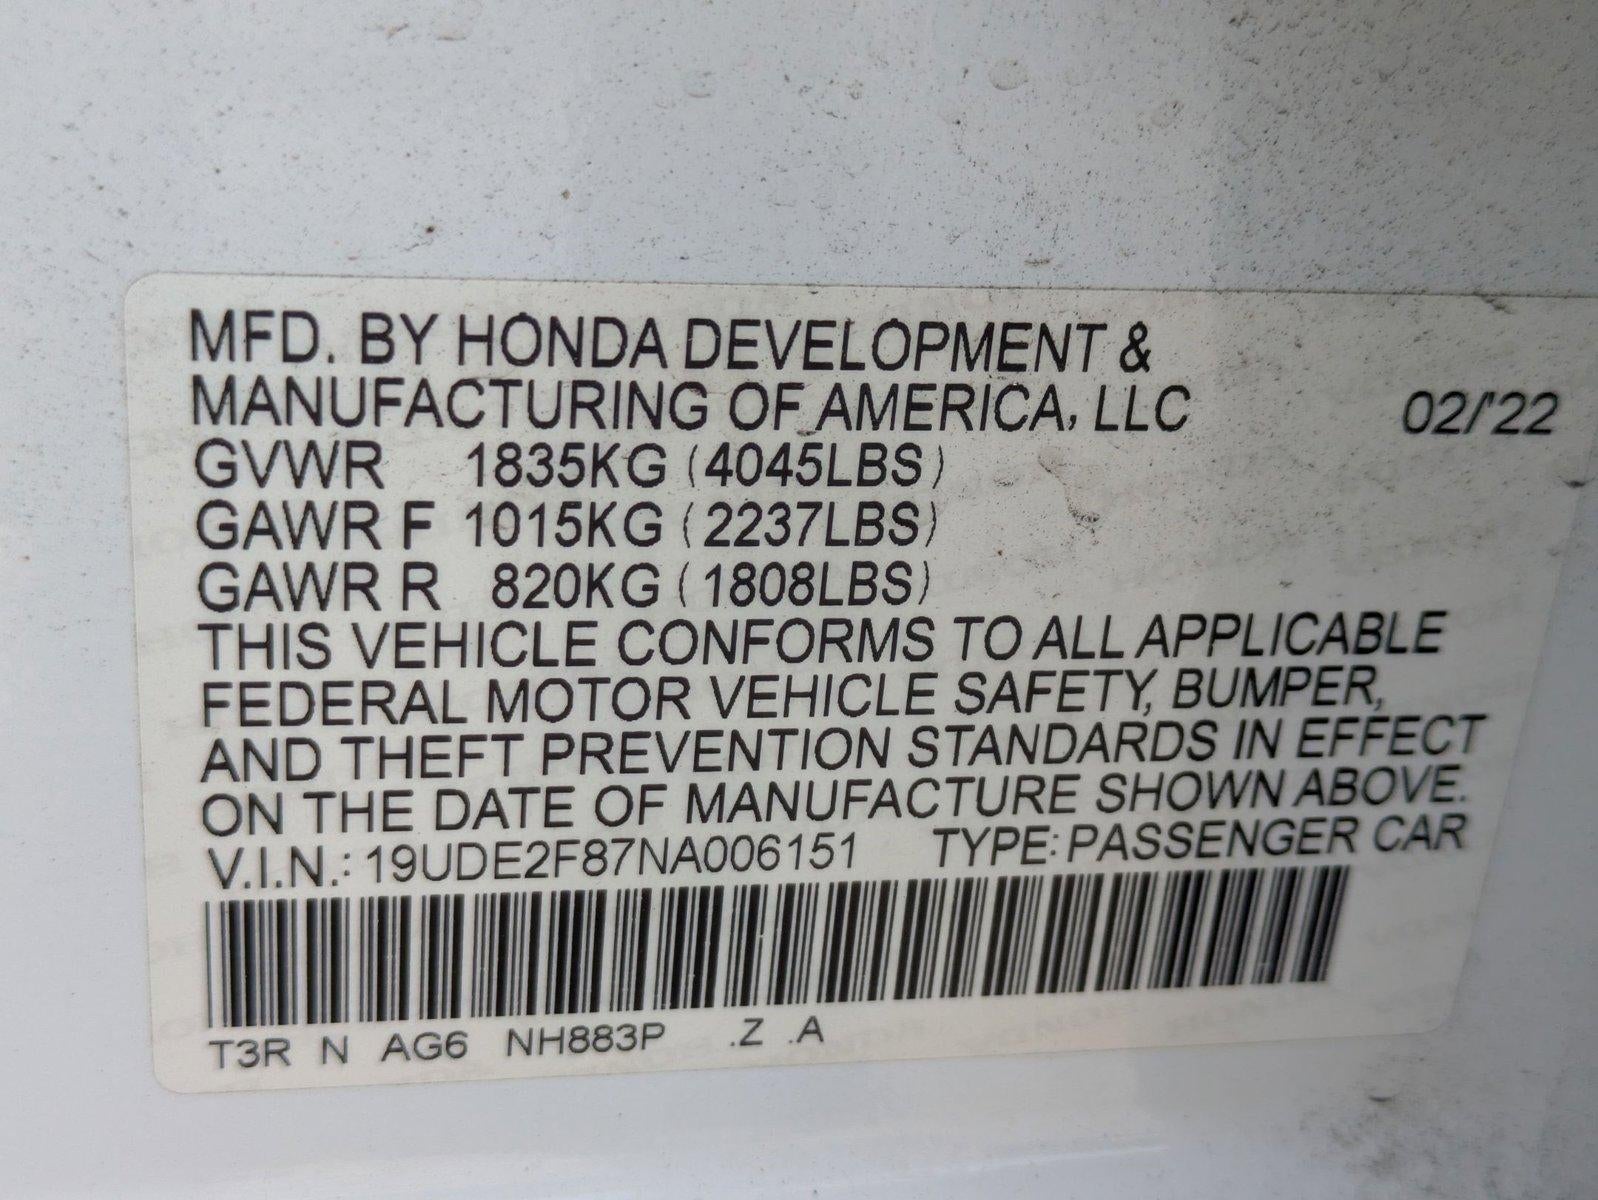 MFD. BY HONDA DEVELOPMENT &
MANUFACTURING OF AMERICA, LLC 02/'22
GVWR 1835KG (4045LBS)
GAWR F 1015KG (2237LBS)
GAWR R 820KG (1808LBS)
THIS VEHICLE CONFORMS TO ALL APPLICABLE
FEDERAL MOTOR VEHICLE SAFETY, BUMPER,
AND THEFT PREVENTION STANDARDS IN EFFECT
ON THE DATE OF MANUFACTURE SHOWN ABOVE.
V.I.N.: 19UDE2F87NA006151 TYPE: PASSENGER CAR
T3R N AG6 NH883P .Z .A